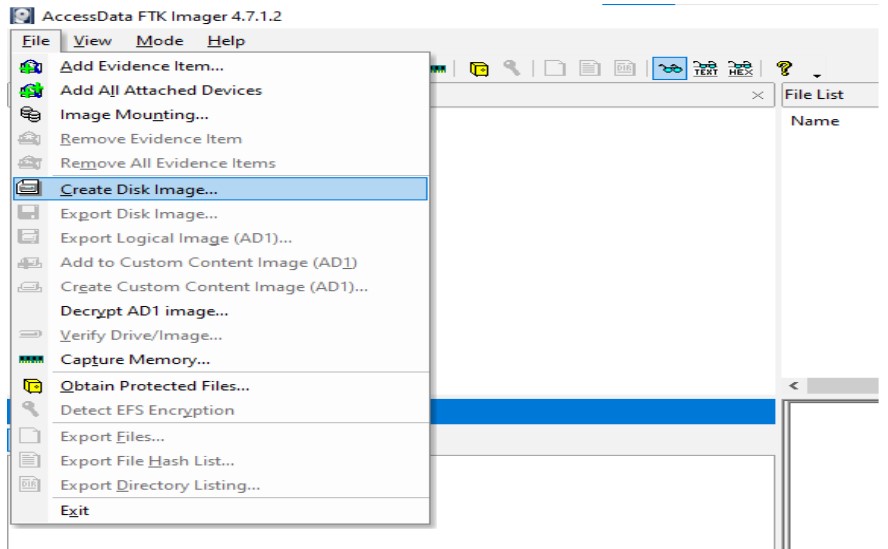 AccessData FTK Imager 4.7.1.2
File View Mode Help
Add Evidence Item...
Add All Attached Devices
Image Mounting...
Remove Evidence Item
Remove All Evidence Items
Create Disk Image...
Export Disk Image...
Export Logical Image (AD1)...
Add to Custom Content Image (AD1)
Create Custom Content Image (AD1)...
Decrypt AD1 image...
Verify Drive/Image...
Capture Memory...
Obtain Protected Files...
Detect EFS Encryption
Export Files...
Export File Hash List...
Export Directory Listing...
Exit
TEXT HEX
File List
Name